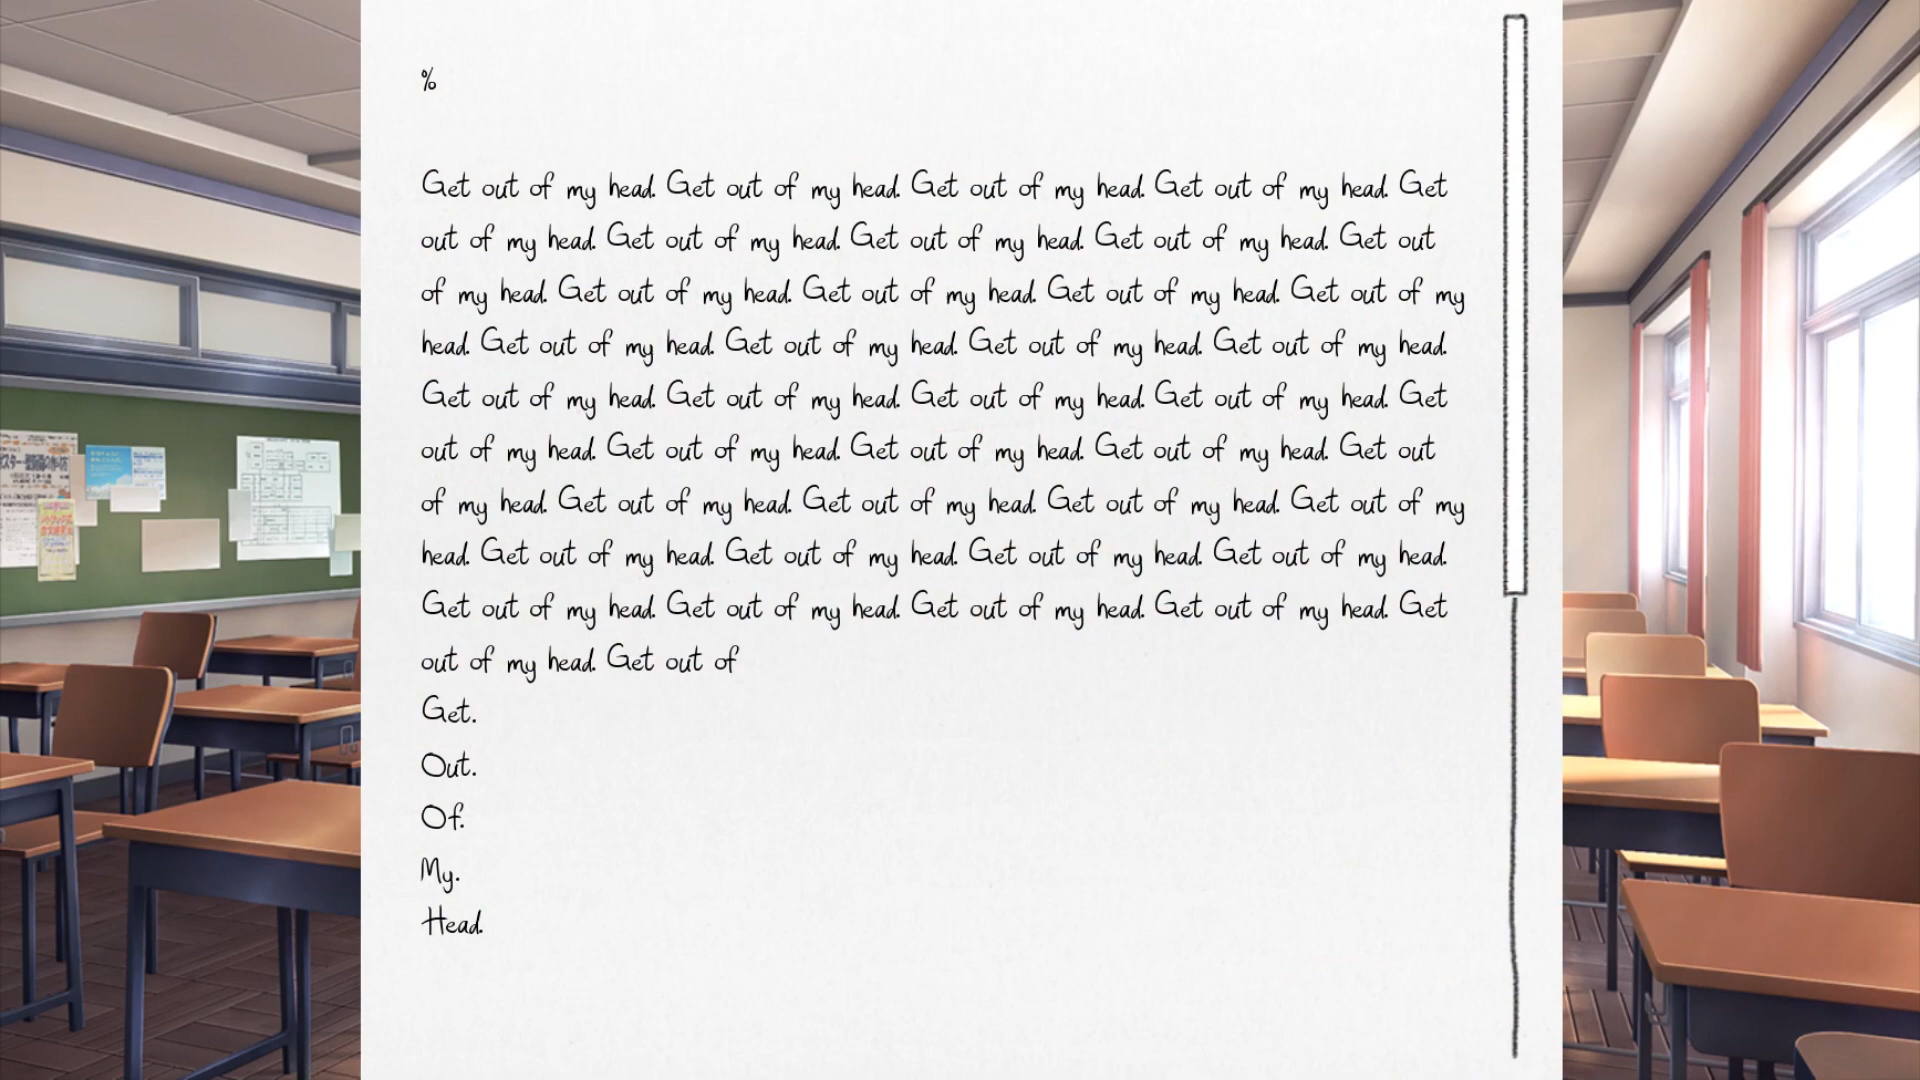 %
Get out of my head. Get out of my head. Get out of my head. Get out of my head. Get
out of my head. Get out of my head. Get out of my head. Get out of my head. Get out
of my head. Get out of my head. Get out of my head. Get out of my head. Get out of my
head. Get out of my head. Get out of my head. Get out of my head. Get out of my head.
Get out of my head. Get out of my head. Get out of my head. Get out of my head. Get
out of my head. Get out of my head. Get out of my head. Get out of my head. Get out
of my head. Get out of my head. Get out of my head. Get out of my head. Get out of my
head. Get out of my head. Get out of my head. Get out of my head. Get out of my head.
Get out of my head. Get out of my head. Get out of my head. Get out of my head. Get
out of my head. Get out of
Get.
Out.
Of.
My.
Head.